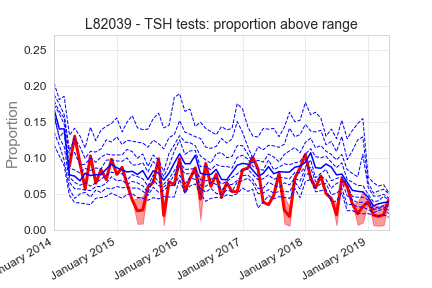 L82039 - TSH tests: proportion above range
Proportion
0.25
0.20
0.15
0.10
0.05
0.00
January 2015
January 2016
January 2017
January 2018
January 2019